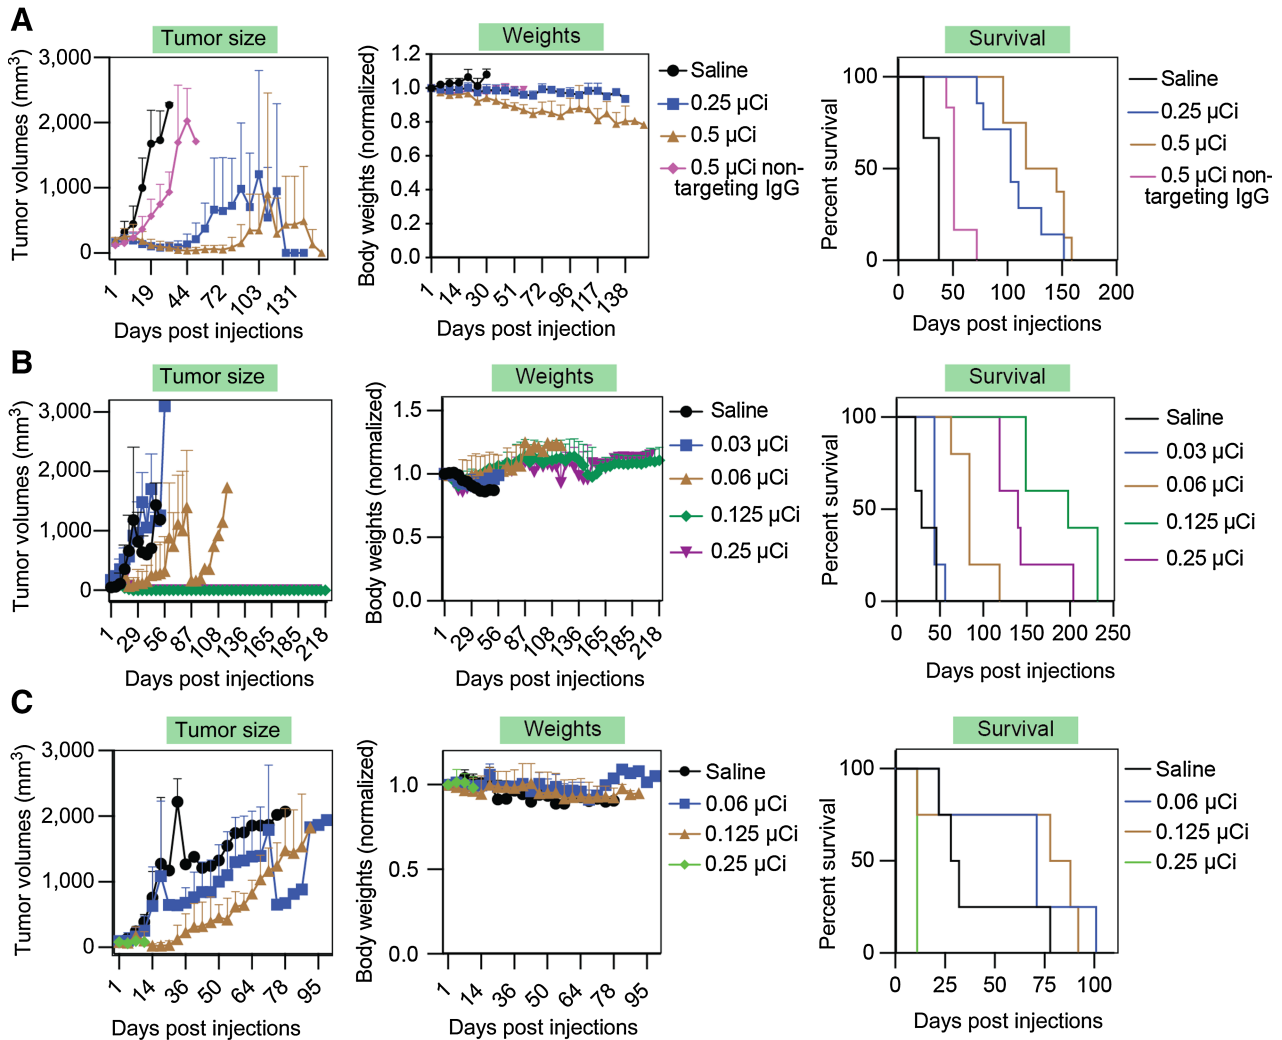 A
Tumor size
Tumor volumes (mm³)
3,000
2,000
1,000
0
1 19 44 72 103 131
Days post injections
Weights
Body weights (normalized)
1.2
1.0
0.8
0.6
0.4
0.2
0.0
1 14 30 51 72 96 117 138
Days post injection
Saline
0.25 µCi
0.5 µCi
0.5 µCi non-
targeting IgG
Survival
Percent survival
100
50
0
0 50 100 150 200
Days post injections
Saline
0.25 µCi
0.5 µCi
0.5 µCi non-
targeting IgG
B
Tumor size
Tumor volumes (mm³)
3,000
2,000
1,000
0
1 29 56 87 108 136 165 185 218
Days post injections
Weights
Body weights (normalized)
1.5
1.0
0.5
0.0
1 29 56 87 108 136 165 185 218
Days post injections
Saline
0.03 µCi
0.06 µCi
0.125 µCi
0.25 µCi
Survival
Percent survival
100
50
0
0 50 100 150 200 250
Days post injections
Saline
0.03 µCi
0.06 µCi
0.125 µCi
0.25 µCi
C
Tumor size
Tumor volumes (mm³)
3,000
2,000
1,000
0
1 14 36 50 64 78 95
Days post injections
Weights
Body weights (normalized)
1.0
0.5
0.0
1 14 36 50 64 78 95
Days post injections
Saline
0.06 µCi
0.125 µCi
0.25 µCi
Survival
Percent survival
100
50
0
0 25 50 75 100
Days post injections
Saline
0.06 µCi
0.125 µCi
0.25 µCi